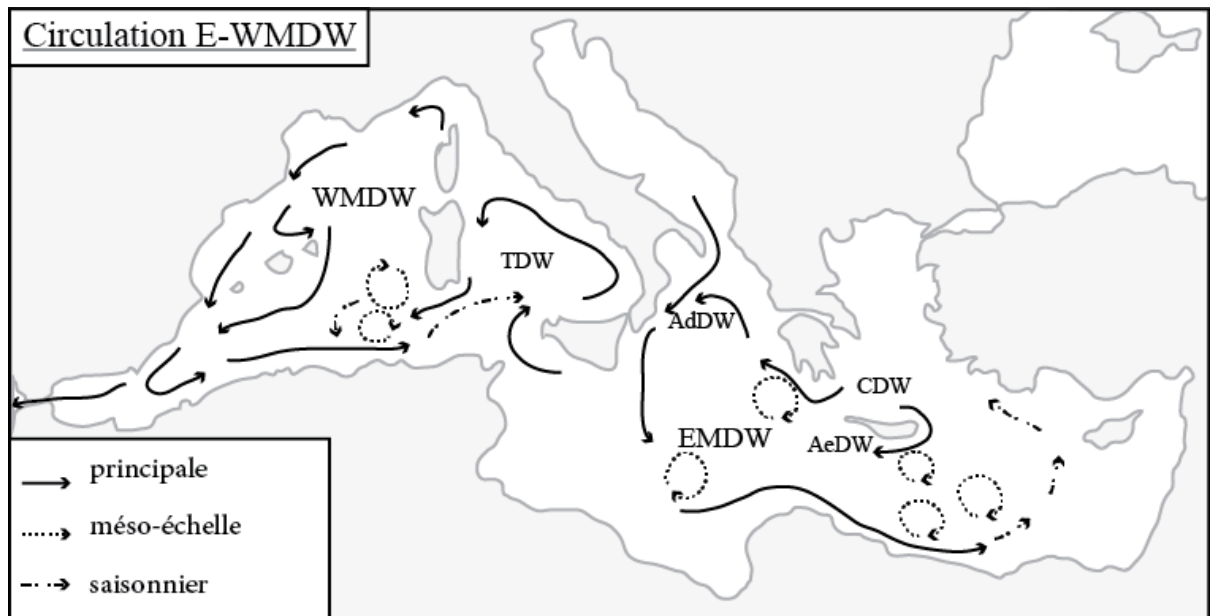 Circulation E-WMDW
WMDW
TDW
AdDW
CDW
EMDW
AeDW
principale
méso-échelle
saisonnier